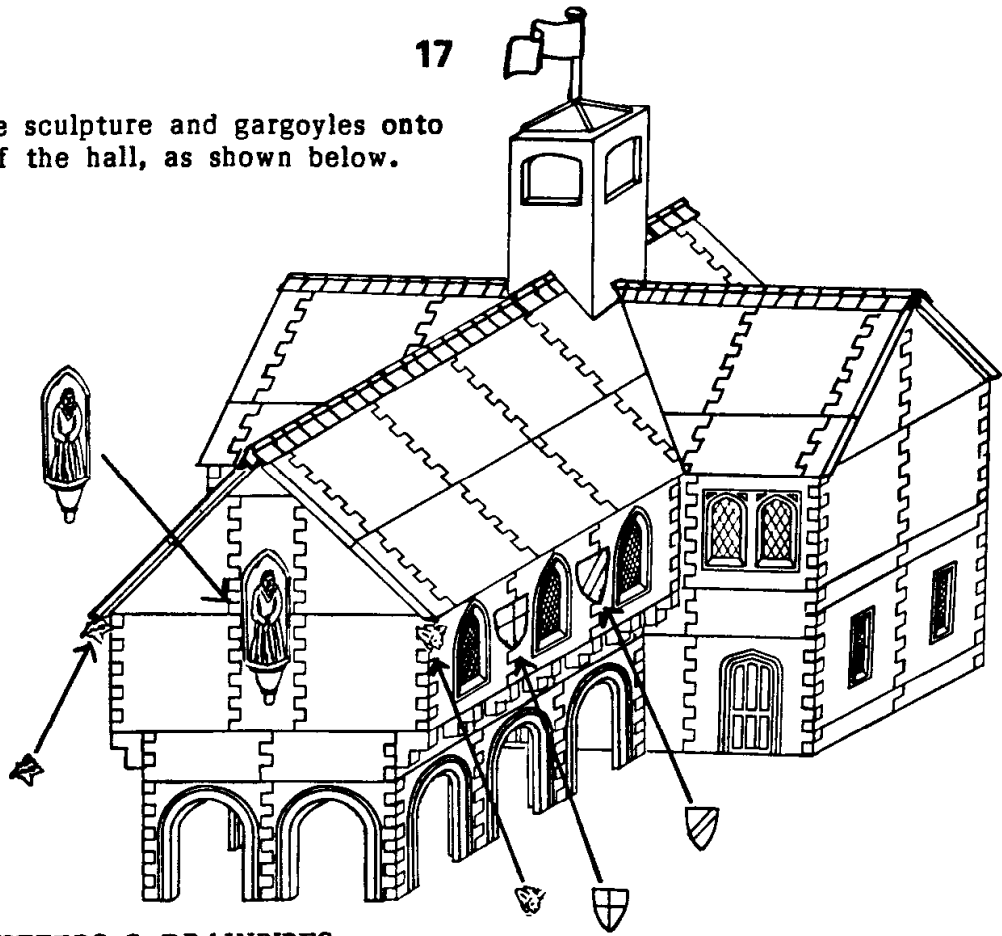 17
sculpture and gargoyles onto
the hall, as shown below.